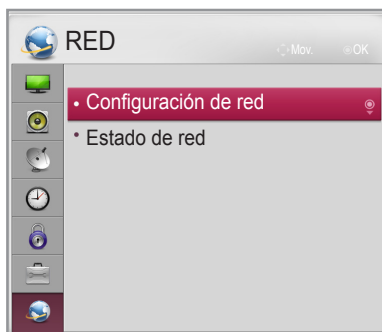 RED
Mov. OK
• Configuración de red
• Estado de red